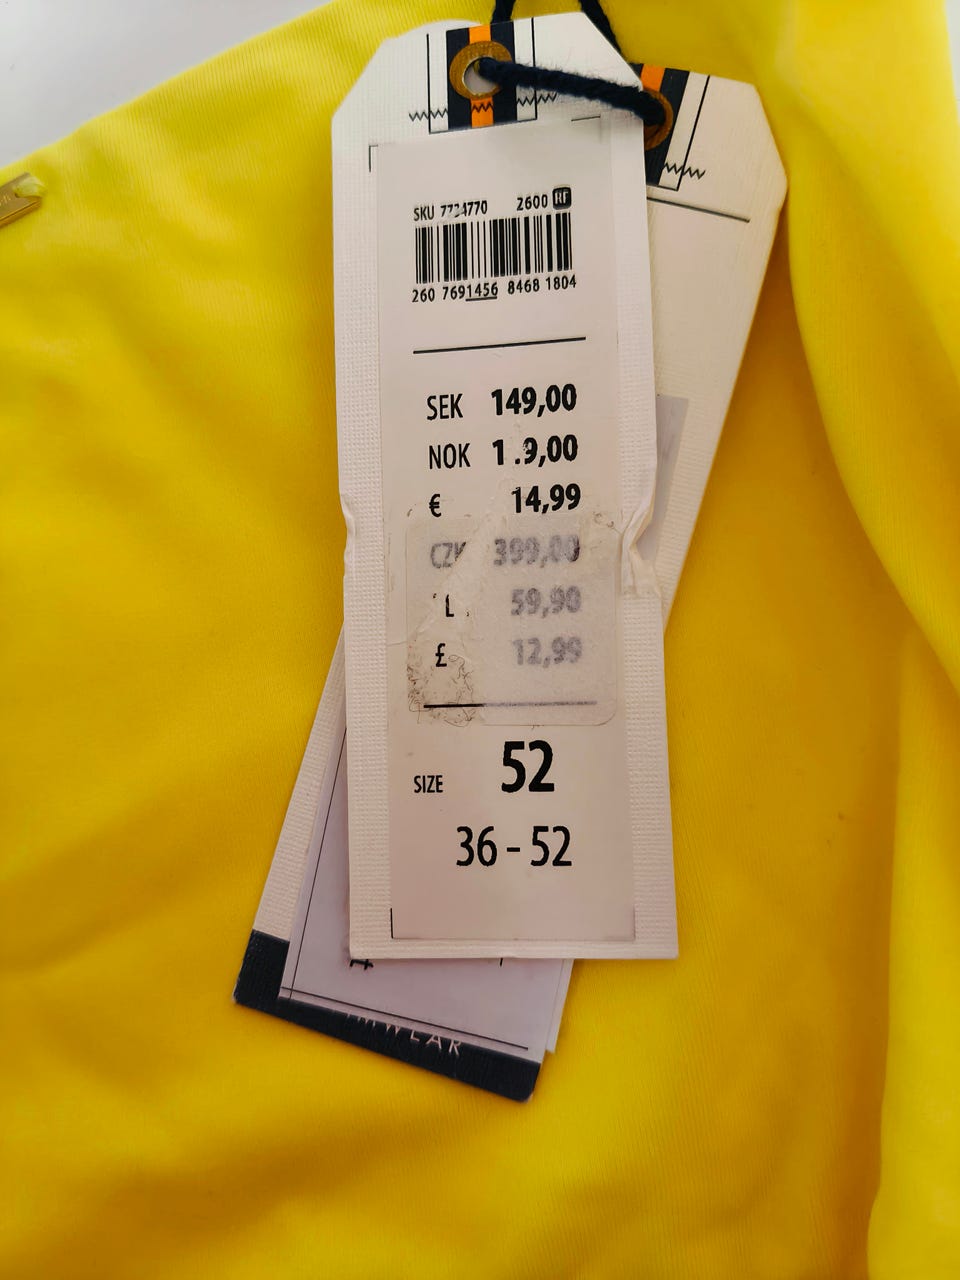 SKU 2600 RF
260 7691456 8468 1804
SEK 149,00
NOK
€ 14,99
CZK 399,00
59,90
£ 12,99
SIZE 52
36 - 52